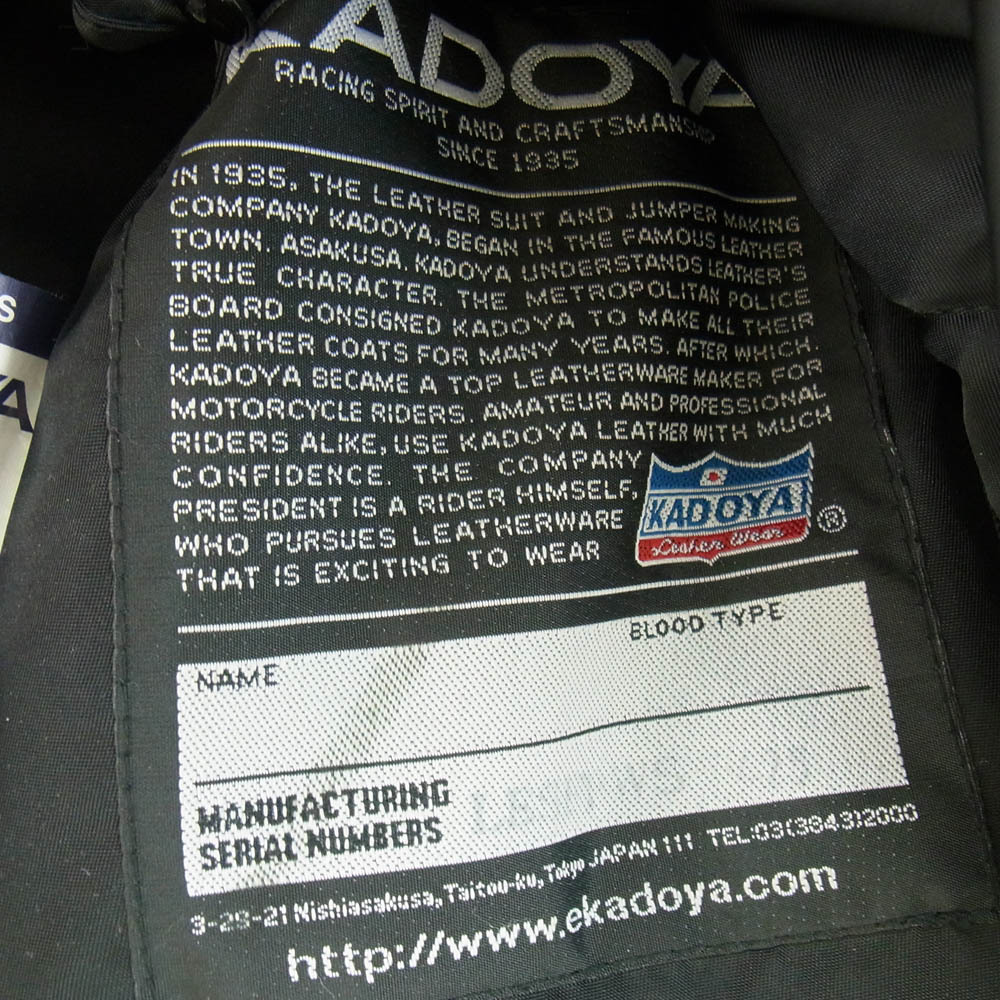 KADOYA
RACING SPIRIT AND CRAFTSMANSHIP
SINCE 1935
IN 1935, THE LEATHER SUIT AND JUMPER MAKING
COMPANY KADOYA, BEGAN IN THE FAMOUS LEATHER
TOWN, ASAKUSA. KADOYA UNDERSTANDS LEATHER'S
TRUE CHARACTER. THE METROPOLITAN POLICE
BOARD CONSIGNED KADOYA TO MAKE ALL THEIR
LEATHER COATS FOR MANY YEARS. AFTER WHICH,
KADOYA BECAME A TOP LEATHERWARE MAKER FOR
MOTORCYCLE RIDERS. AMATEUR AND PROFESSIONAL
RIDERS ALIKE, USE KADOYA LEATHER WITH MUCH
CONFIDENCE. THE COMPANY
PRESIDENT IS A RIDER HIMSELF,
WHO PURSUES LEATHERWARE
THAT IS EXCITING TO WEAR
KADOYA ®
Leather Wear
BLOOD TYPE
NAME
MANUFACTURING
SERIAL NUMBERS
3-29-21 Nishiasakusa, Taitou-ku, Tokyo JAPAN 111 TEL:03(3843)2000
http://www.ekadoya.com
S
YA